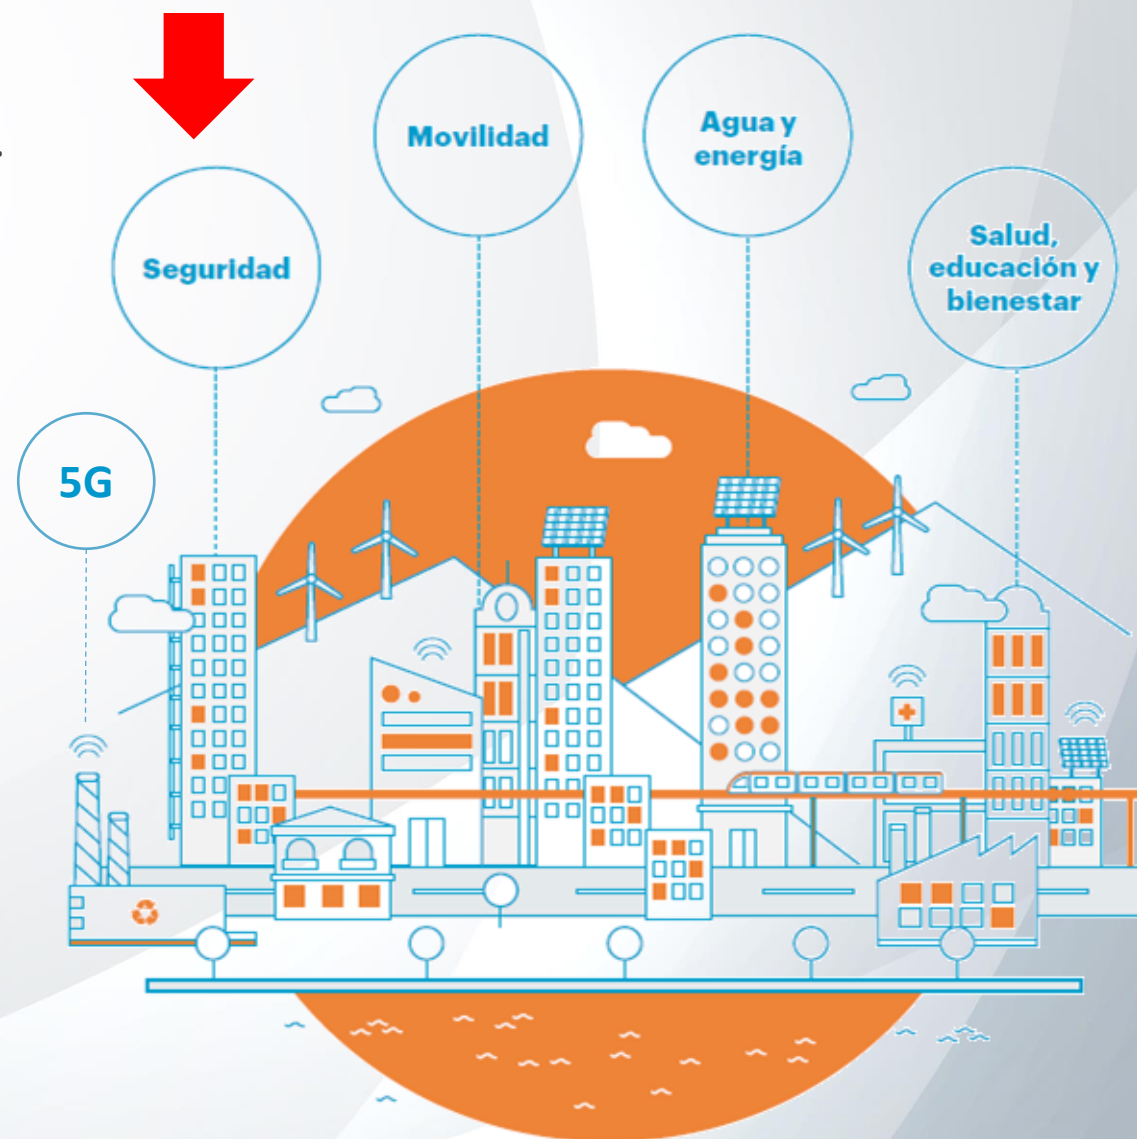 Movilidad
Agua y
energía
Seguridad
Salud,
educación y
bienestar
5G